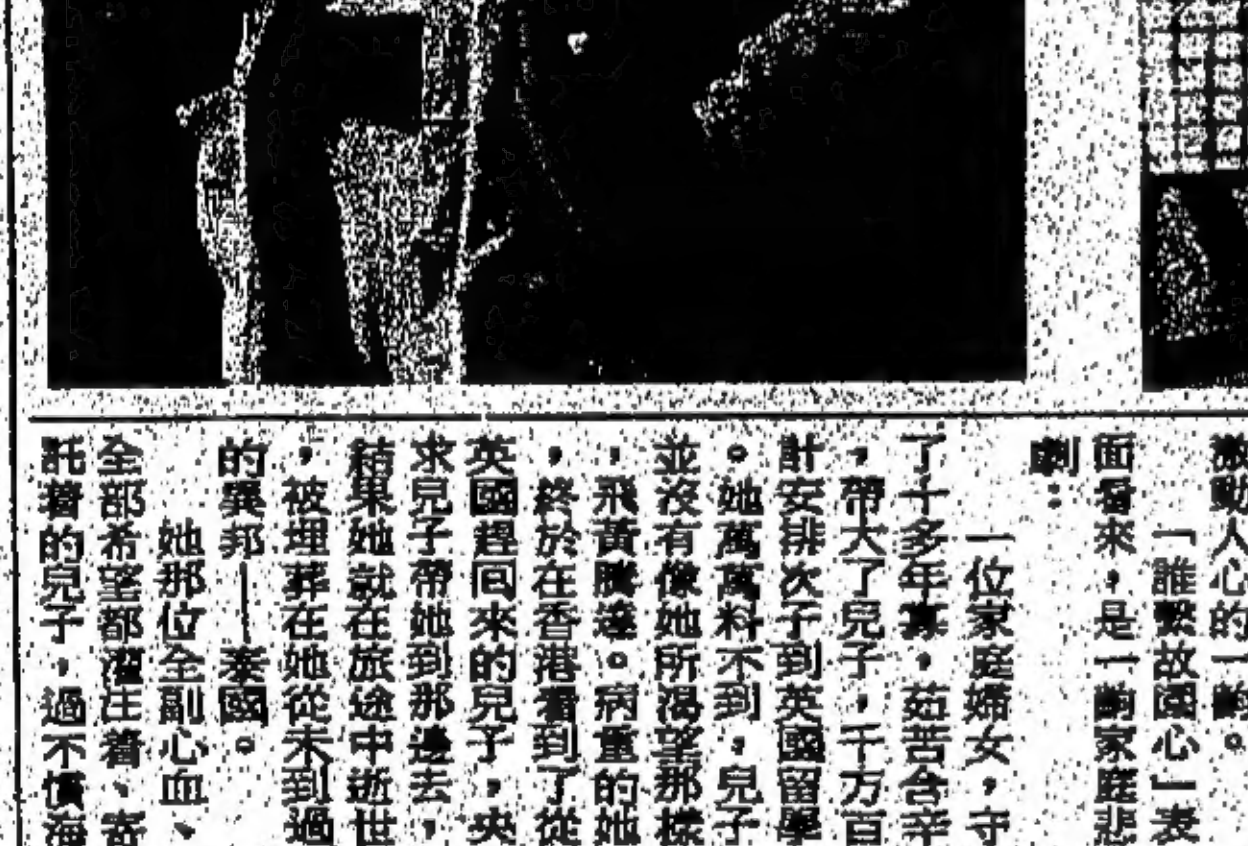 激動人心的一齣。
「誰繫故國心」表
面看來，是一齣家庭悲
劇：
一位家庭婦女，守
了十多年寡，茹苦含辛
，帶大了兒子，千方百
計安排次子到英國留學
。她萬萬料不到，兒子
並沒有像她所渴望那樣
，飛黃騰達。病重的她
，終於在香港看到了從
英國趕回來的兒子，央
求兒子帶她到那邊去，
結果她就在旅途中逝世
，被埋葬在她從未到過
的異邦——泰國。
她那位全副心血、
全部希望都灌注着、寄
託着的兒子，過不慣海